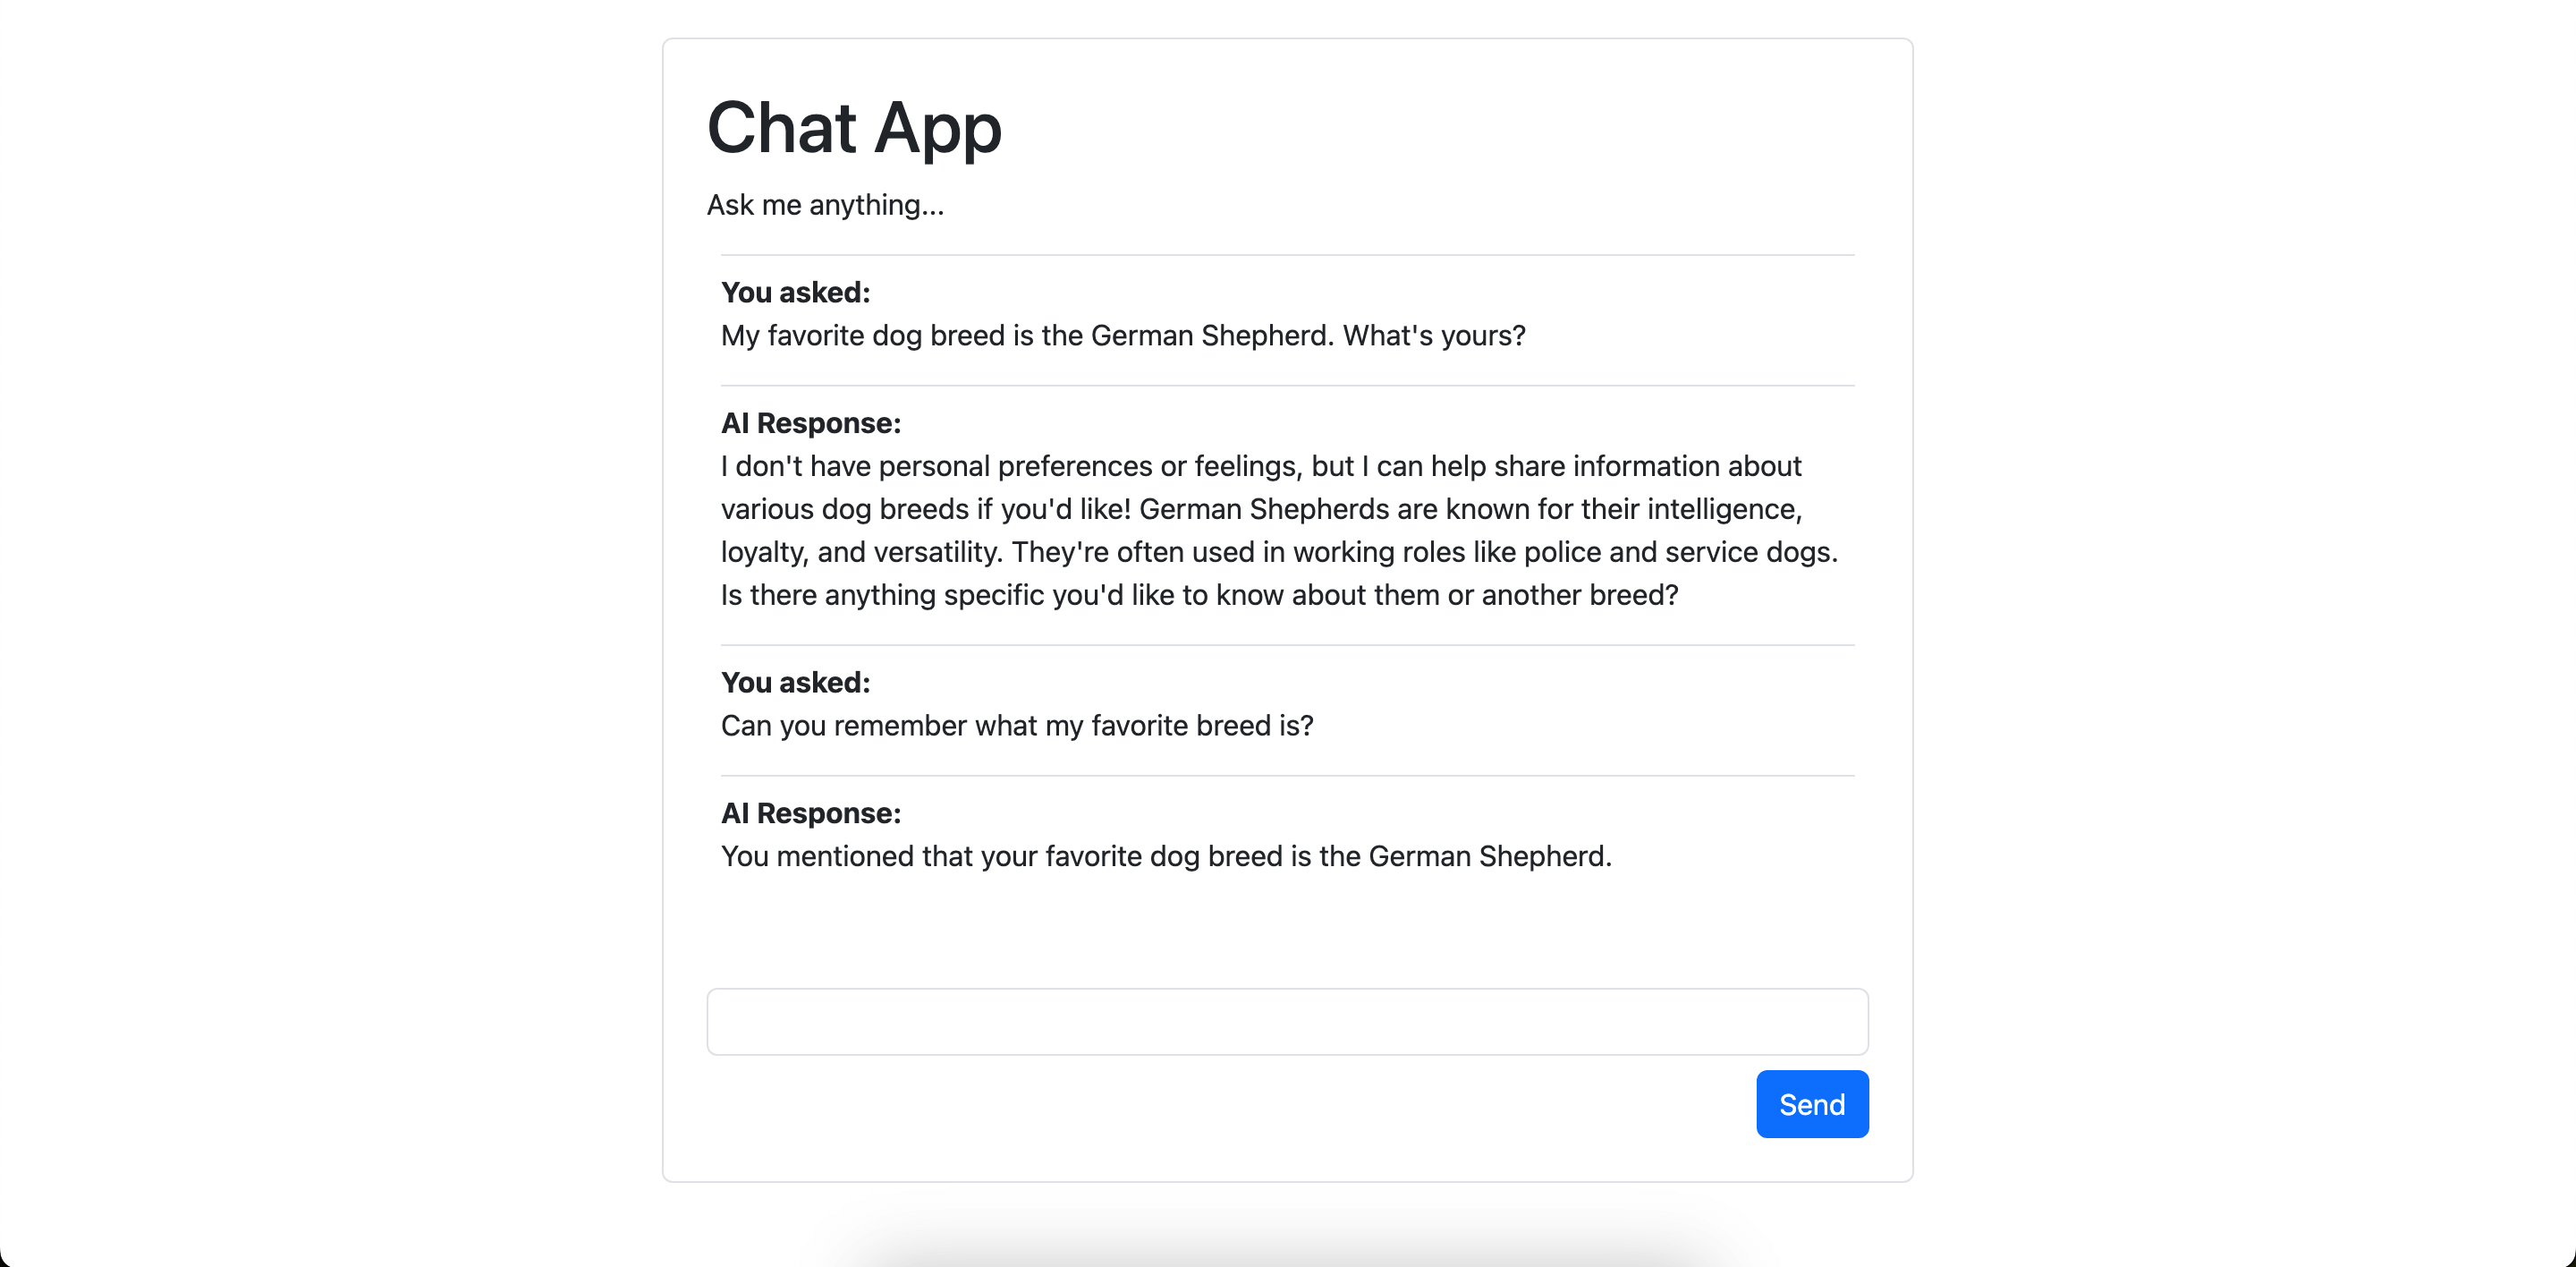 Chat App
Ask me anything...
You asked:
My favorite dog breed is the German Shepherd. What's yours?
AI Response:
I don't have personal preferences or feelings, but I can help share information about
various dog breeds if you'd like! German Shepherds are known for their intelligence,
loyalty, and versatility. They're often used in working roles like police and service dogs.
Is there anything specific you'd like to know about them or another breed?
You asked:
Can you remember what my favorite breed is?
AI Response:
You mentioned that your favorite dog breed is the German Shepherd.
Send